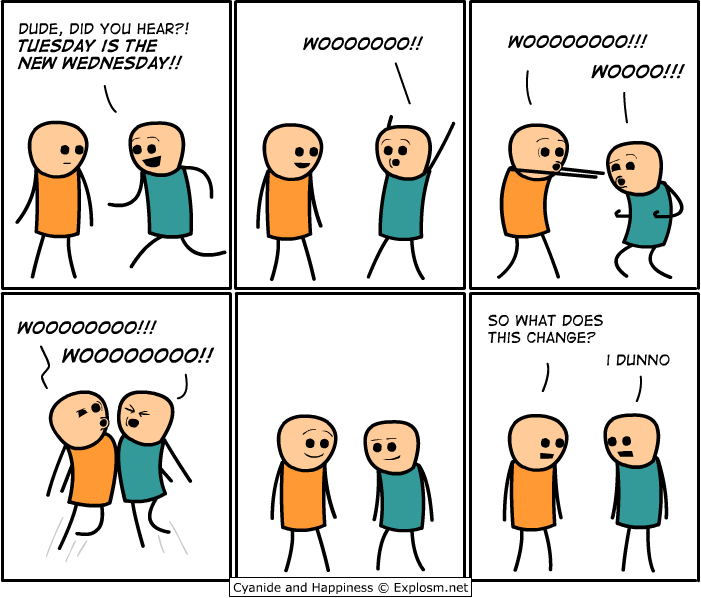 DUDE, DID YOU HEAR?!
TUESDAY IS THE
NEW WEDNESDAY!!
WOOOOOOO!!
WOOOOOOOO!!!
WOOOO!!!
WOOOOOOOO!!!
WOOOOOOOO!!
SO WHAT DOES
THIS CHANGE?
I DUNNO
Cyanide and Happiness © Explosm.net